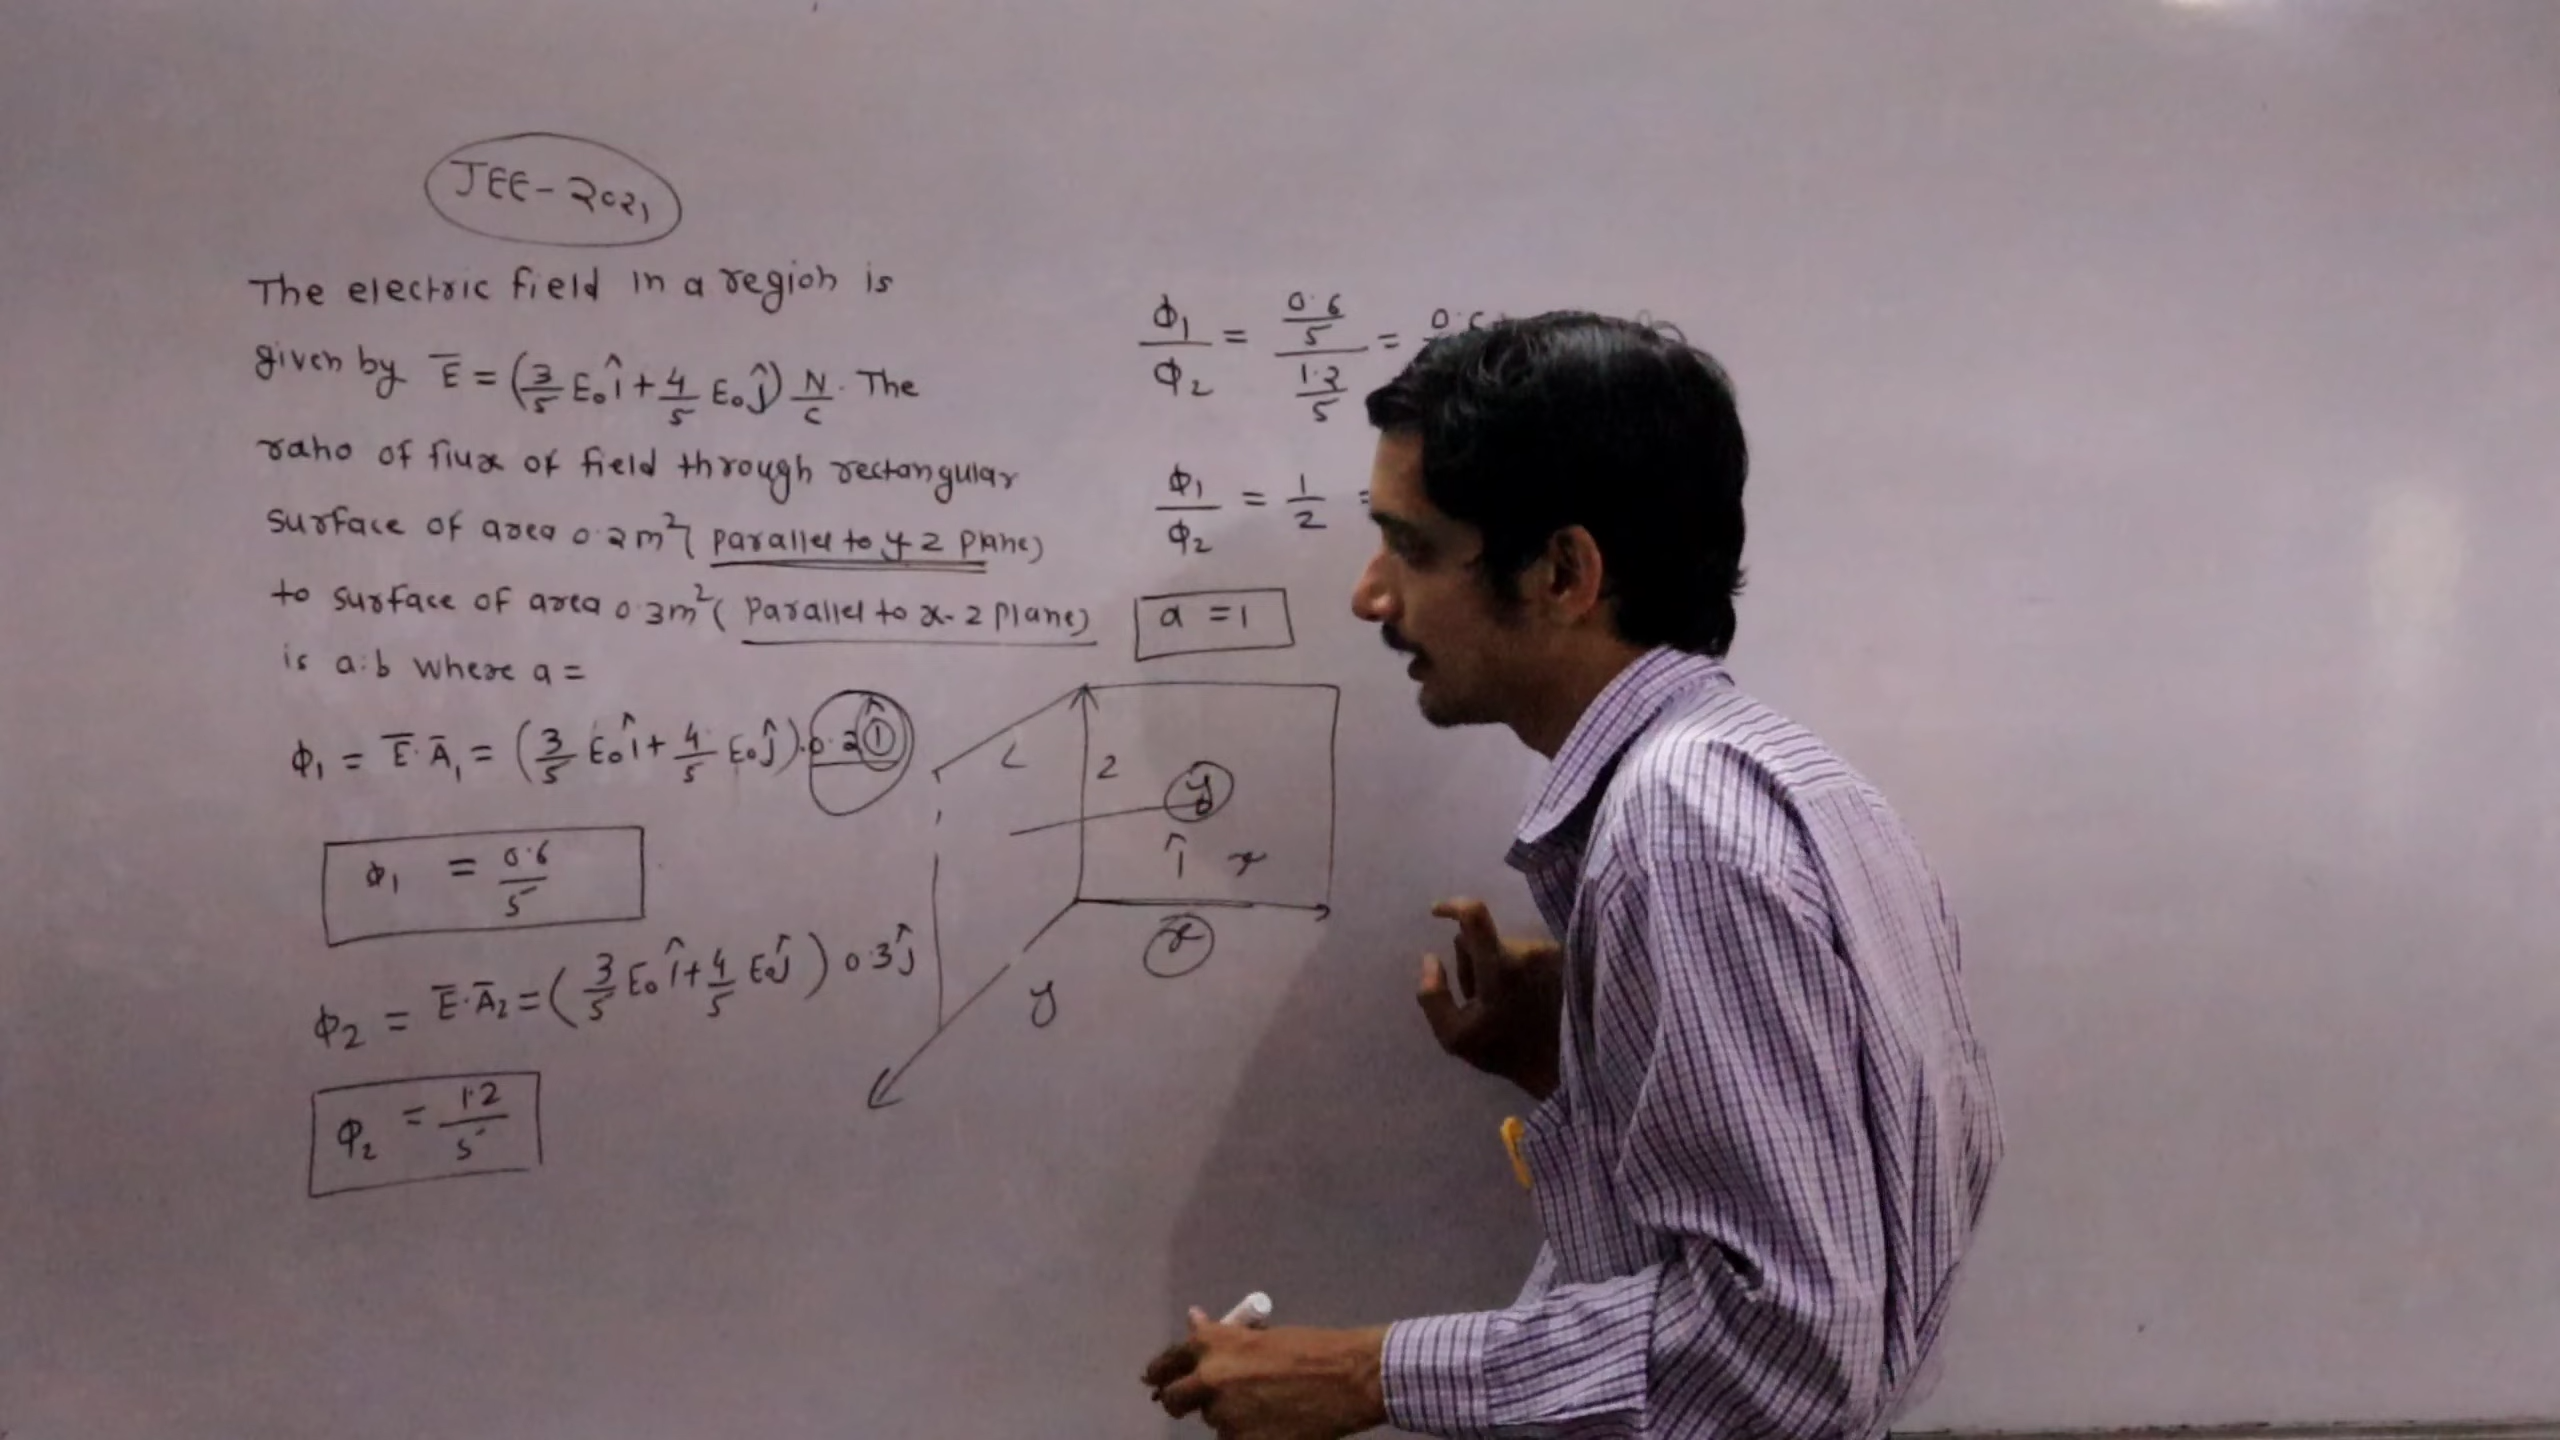 JEE-2021
The electric field in a region is
given by E̅ = (3/5 E₀î + 4/5 E₀ĵ) N/C. The
ratio of flux of field through rectangular
surface of area 0.2m² (parallel to y-z plane)
to surface of area 0.3m² (parallel to x-z plane)
is a:b where a =
ϕ₁ = E̅·A̅₁ = (3/5 E₀î + 4/5 E₀ĵ)·0.2î
ϕ₁ = 0.6/5
ϕ₂ = E̅·A̅₂ = (3/5 E₀î + 4/5 E₀ĵ) 0.3ĵ
ϕ₂ = 1.2/5
ϕ₁/ϕ₂ = (0.6/5)/(1.2/5) =
ϕ₁/ϕ₂ = 1/2 =
a = 1
z
y
î x
x
y